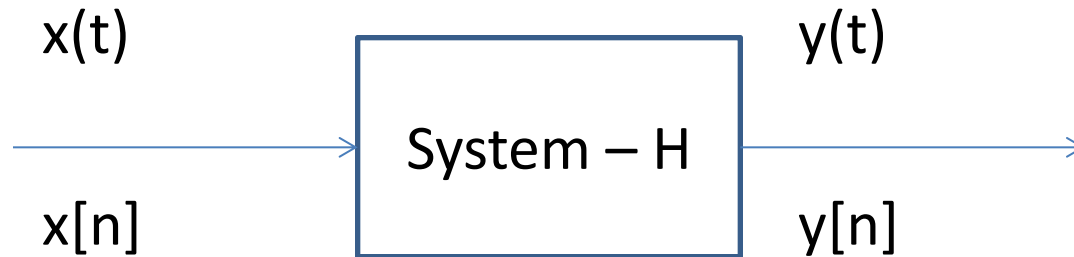 x(t)
y(t)
System – H
x[n]
y[n]